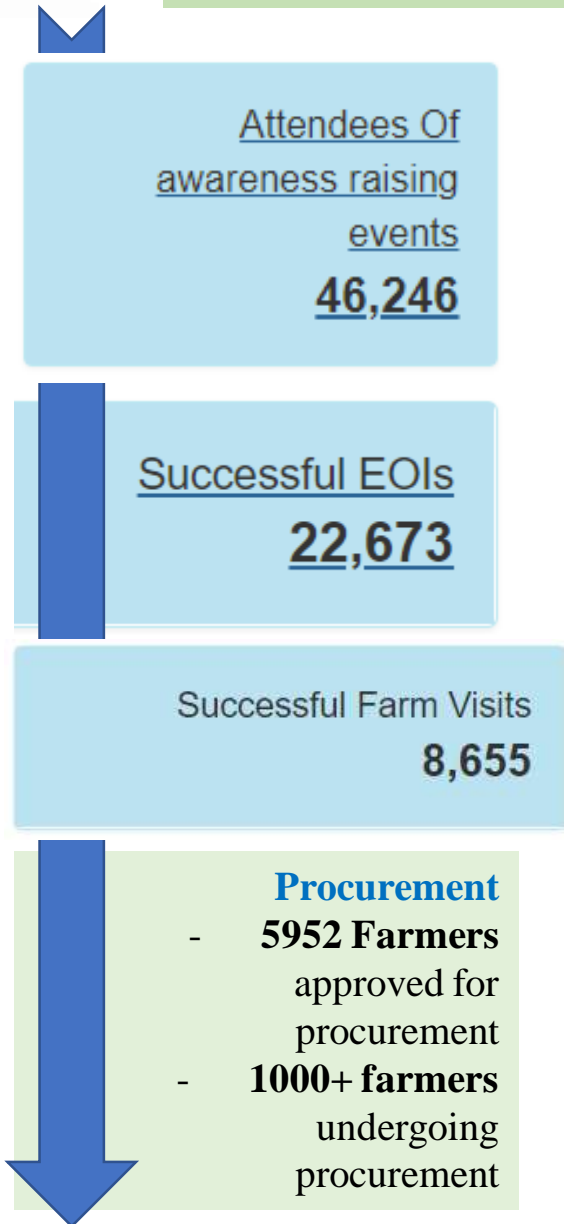 Attendees Of
awareness raising
events
46,246
Successful EOIs
22,673
Successful Farm Visits
8,655
Procurement
- 5952 Farmers
approved for
procurement
- 1000+ farmers
undergoing
procurement